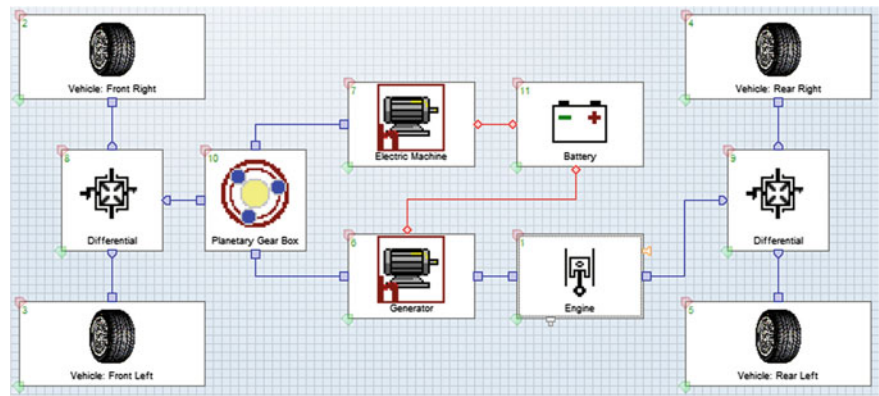 2
Vehicle: Front Right
4
Vehicle: Rear Right
7
Electric Machine
11
Battery
8
Differential
10
Planetary Gear Box
9
Differential
6
Generator
1
Engine
3
Vehicle: Front Left
5
Vehicle: Rear Left